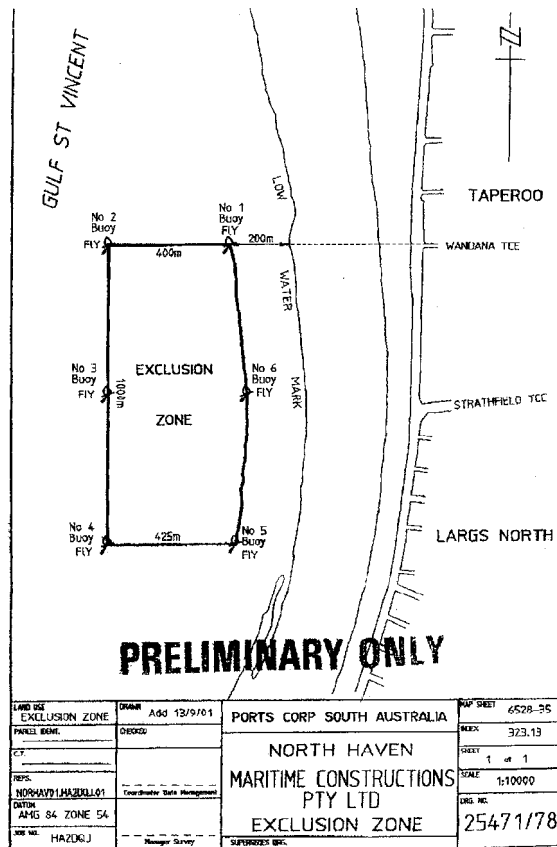 GULF ST VINCENT
TAPEROO
No 2
Buoy
FLY
No 1
Buoy
FLY
LOW
WATER
MARK
200m
400m
WANDANA TCE
No 3
Buoy
FLY
1000m
EXCLUSION
ZONE
No 6
Buoy
FLY
STRATHFIELD TCE
No 4
Buoy
FLY
425m
No 5
Buoy
FLY
LARGS NORTH
PRELIMINARY ONLY
LAND USE
EXCLUSION ZONE
PARCEL IDENT.
C.T.
REFS.
DATUM
AMG 84 ZONE 54
JOB NO.
HA2DQJ
DRAWN
Add 13/9/01
CHECKED
Coordinator Data Management
Manager Survey
PORTS CORP SOUTH AUSTRALIA
NORTH HAVEN
MARITIME CONSTRUCTIONS
PTY LTD
EXCLUSION ZONE
SUPERSEDES DRG.
MAP SHEET 6528-35
INDEX 323.13
SHEET
1 of 1
SCALE 1:10000
DRG. NO.
25471/78